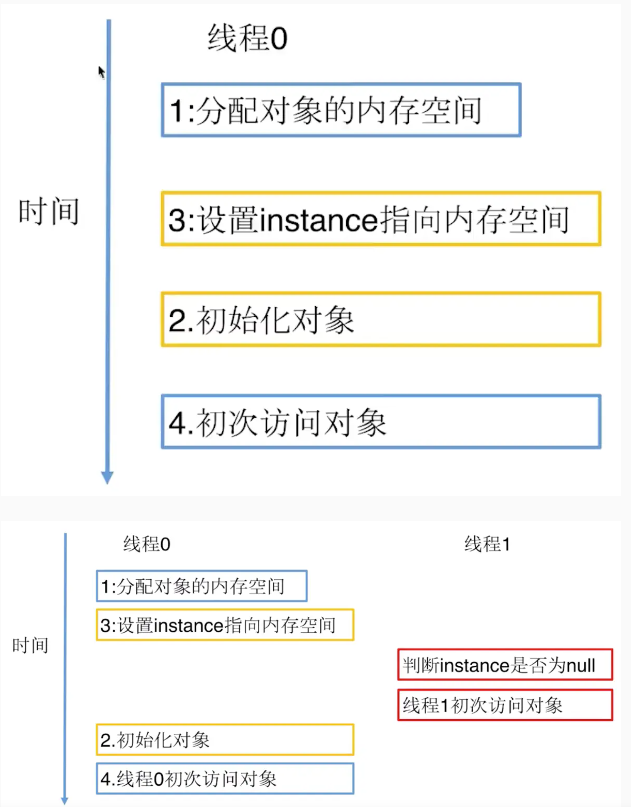 线程0
1:分配对象的内存空间
时间
3:设置instance指向内存空间
2.初始化对象
4.初次访问对象
线程0
线程1
1:分配对象的内存空间
3:设置instance指向内存空间
时间
判断instance是否为null
线程1初次访问对象
2.初始化对象
4.线程0初次访问对象